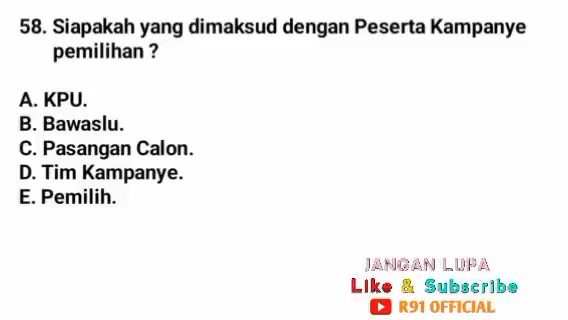 58. Siapakah yang dimaksud dengan Peserta Kampanye
pemilihan ?
A. KPU.
B. Bawaslu.
C. Pasangan Calon.
D. Tim Kampanye.
E. Pemilih.
JANGAN LUPA
Like & Subscribe
R91 OFFICIAL